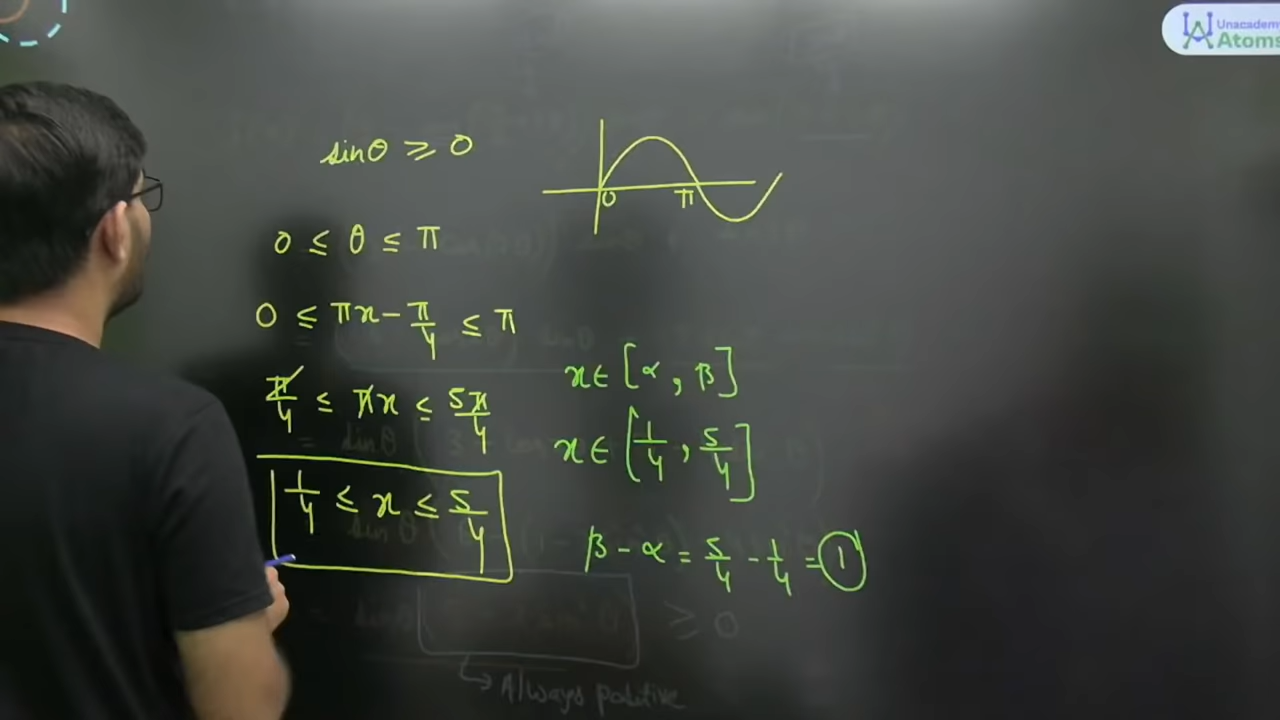 Unacademy
Atoms
sinθ ≥ 0
0 π
0 ≤ θ ≤ π
0 ≤ πx - π/4 ≤ π
π/4 ≤ πx ≤ 5π/4
1/4 ≤ x ≤ 5/4
x ∈ [α, β]
x ∈ [1/4, 5/4]
β - α = 5/4 - 1/4 = 1
≥ 0
Always positive